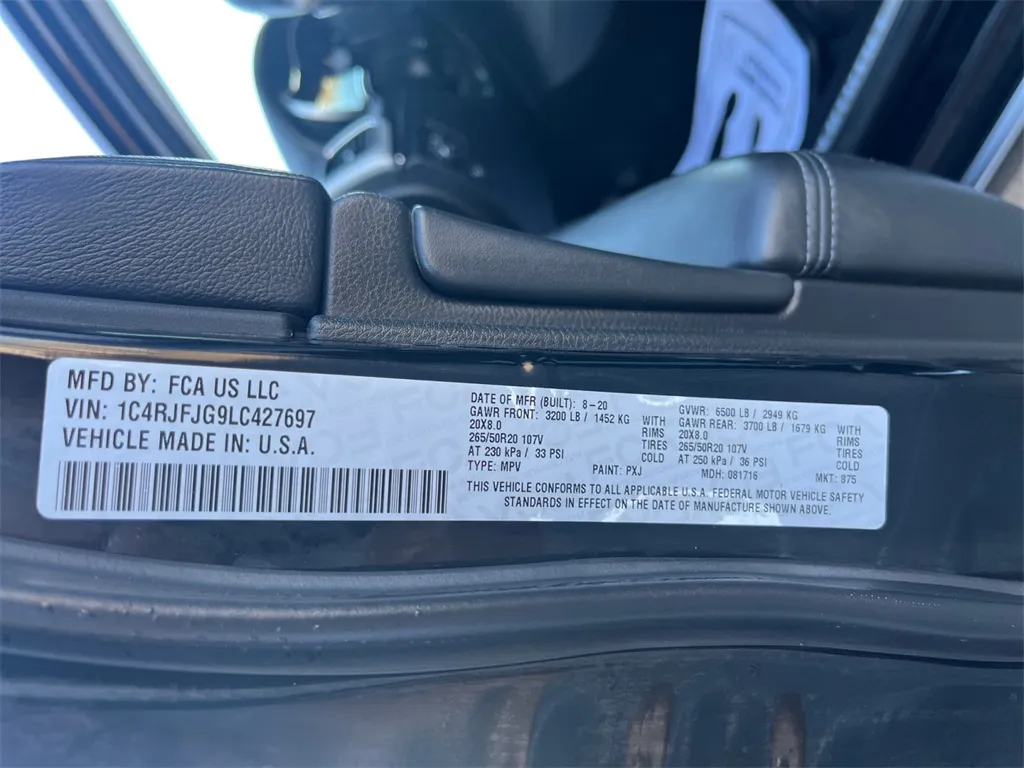 MFD BY: FCA US LLC
VIN: 1C4RJFJG9LC427697
VEHICLE MADE IN: U.S.A.
DATE OF MFR (BUILT): 8-20
GAWR FRONT: 3200 LB / 1452 KG WITH
20X8.0 RIMS
265/50R20 107V TIRES
AT 230 kPa / 33 PSI COLD
TYPE: MPV PAINT: PXJ
GVWR: 6500 LB / 2949 KG
GAWR REAR: 3700 LB / 1679 KG WITH
20X8.0 RIMS
265/50R20 107V TIRES
AT 250 kPa / 36 PSI COLD
MDH: 081716 MKT: 875
THIS VEHICLE CONFORMS TO ALL APPLICABLE U.S.A. FEDERAL MOTOR VEHICLE SAFETY
STANDARDS IN EFFECT ON THE DATE OF MANUFACTURE SHOWN ABOVE.